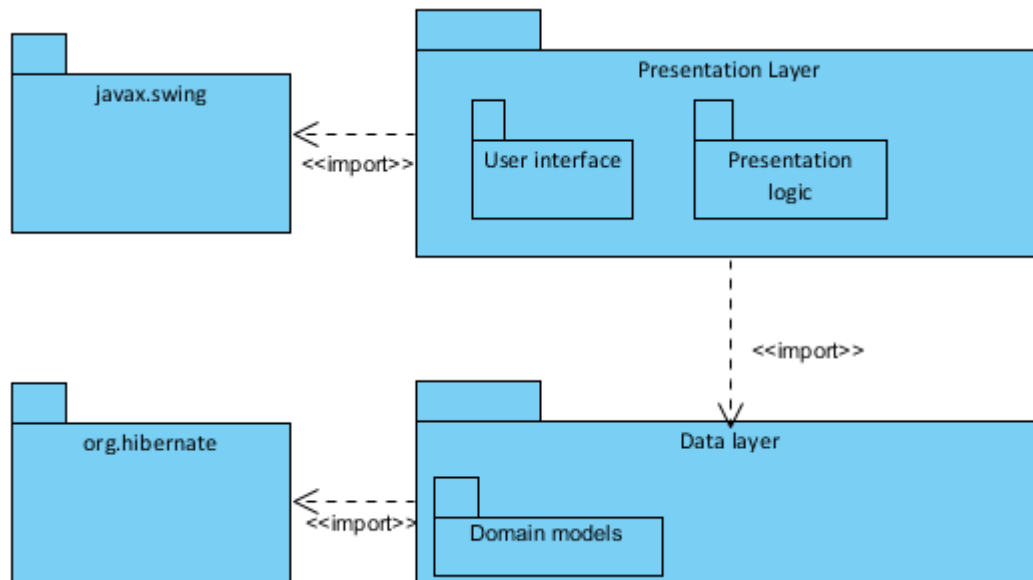 Presentation Layer
javax.swing
<<import>>
User interface
Presentation
logic
<<import>>
org.hibernate
Data layer
<<import>>
Domain models